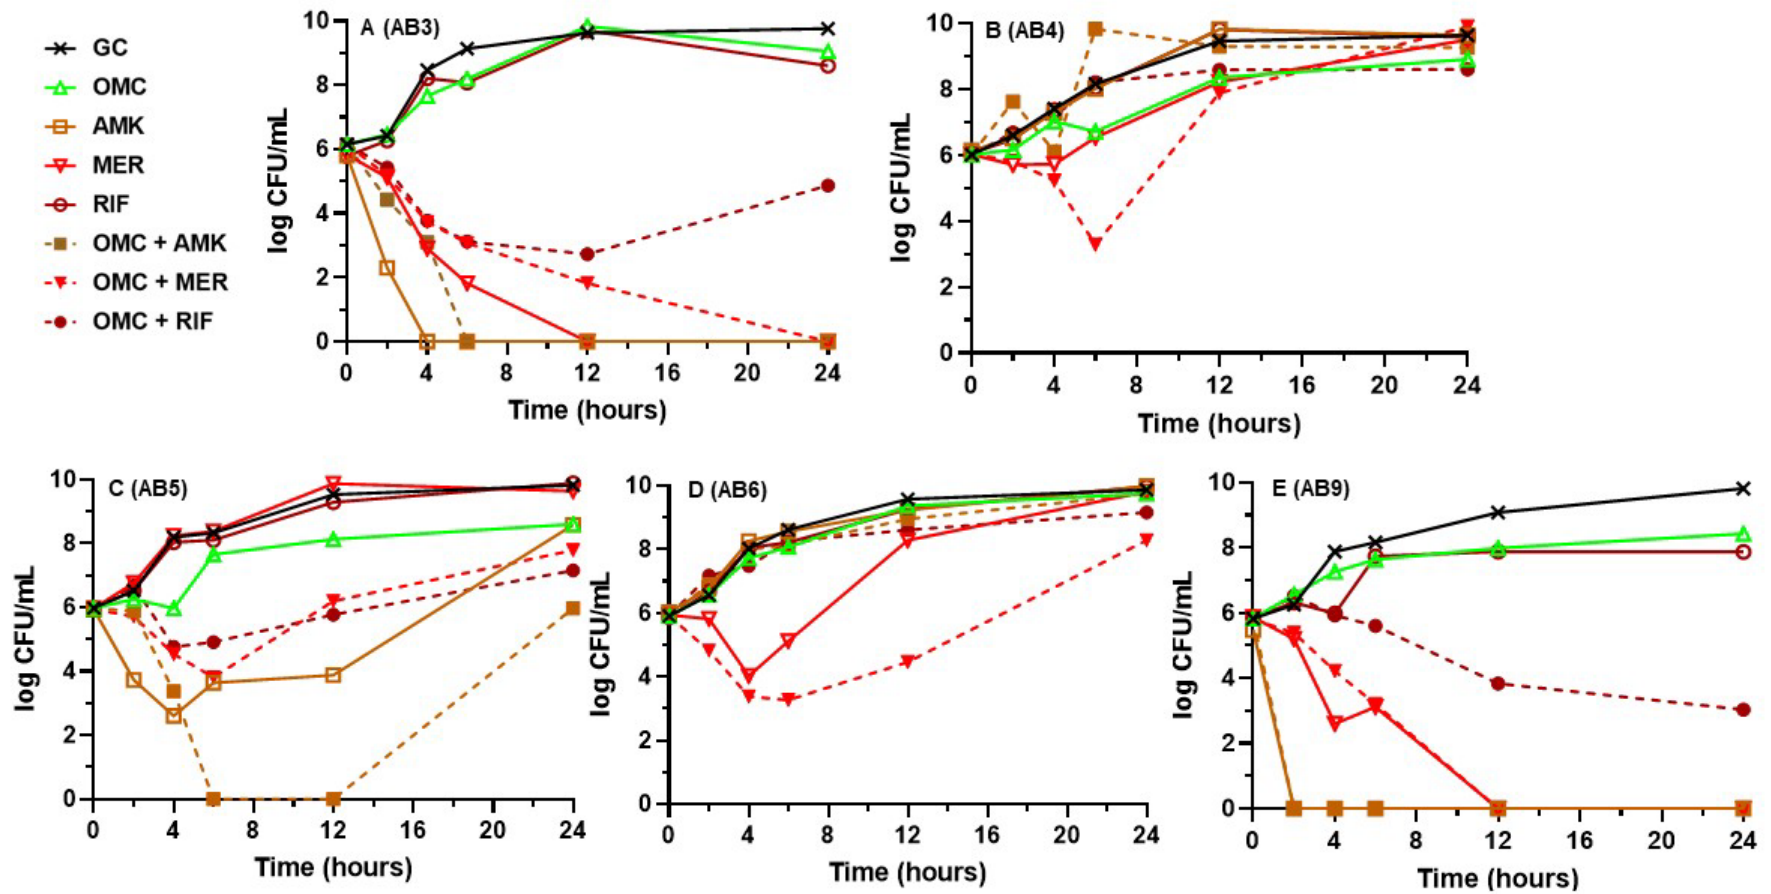 GC
OMC
AMK
MER
RIF
OMC + AMK
OMC + MER
OMC + RIF
A (AB3)
log CFU/mL
10
8
6
4
2
0
0 4 8 12 16 20 24
Time (hours)
B (AB4)
log CFU/mL
10
8
6
4
2
0
0 4 8 12 16 20 24
Time (hours)
C (AB5)
log CFU/mL
10
8
6
4
2
0
0 4 8 12 16 20 24
Time (hours)
D (AB6)
log CFU/mL
10
8
6
4
2
0
0 4 8 12 16 20 24
Time (hours)
E (AB9)
log CFU/mL
10
8
6
4
2
0
0 4 8 12 16 20 24
Time (hours)